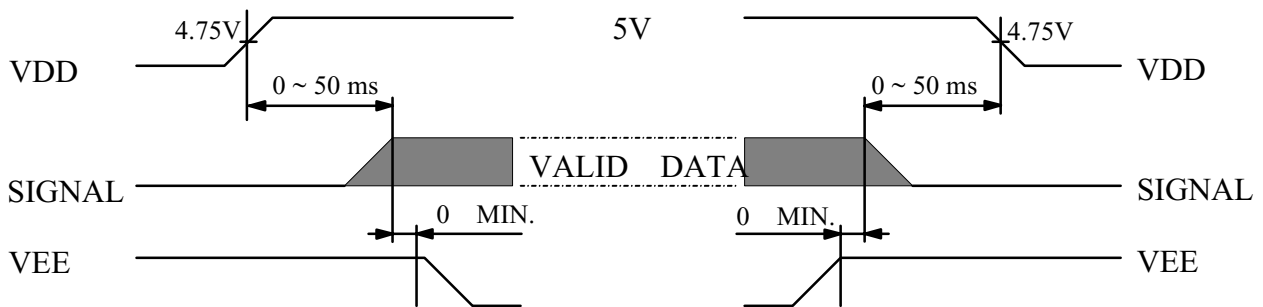 4.75V
5V
4.75V
VDD
VDD
0 ~ 50 ms
0 ~ 50 ms
VALID DATA
SIGNAL
SIGNAL
0 MIN.
0 MIN.
VEE
VEE